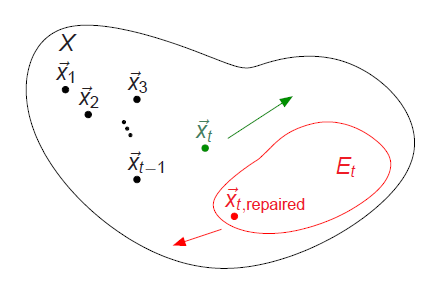 X
x⃗1
x⃗2
x⃗3
x⃗t−1
x⃗t
Et
x⃗t,repaired